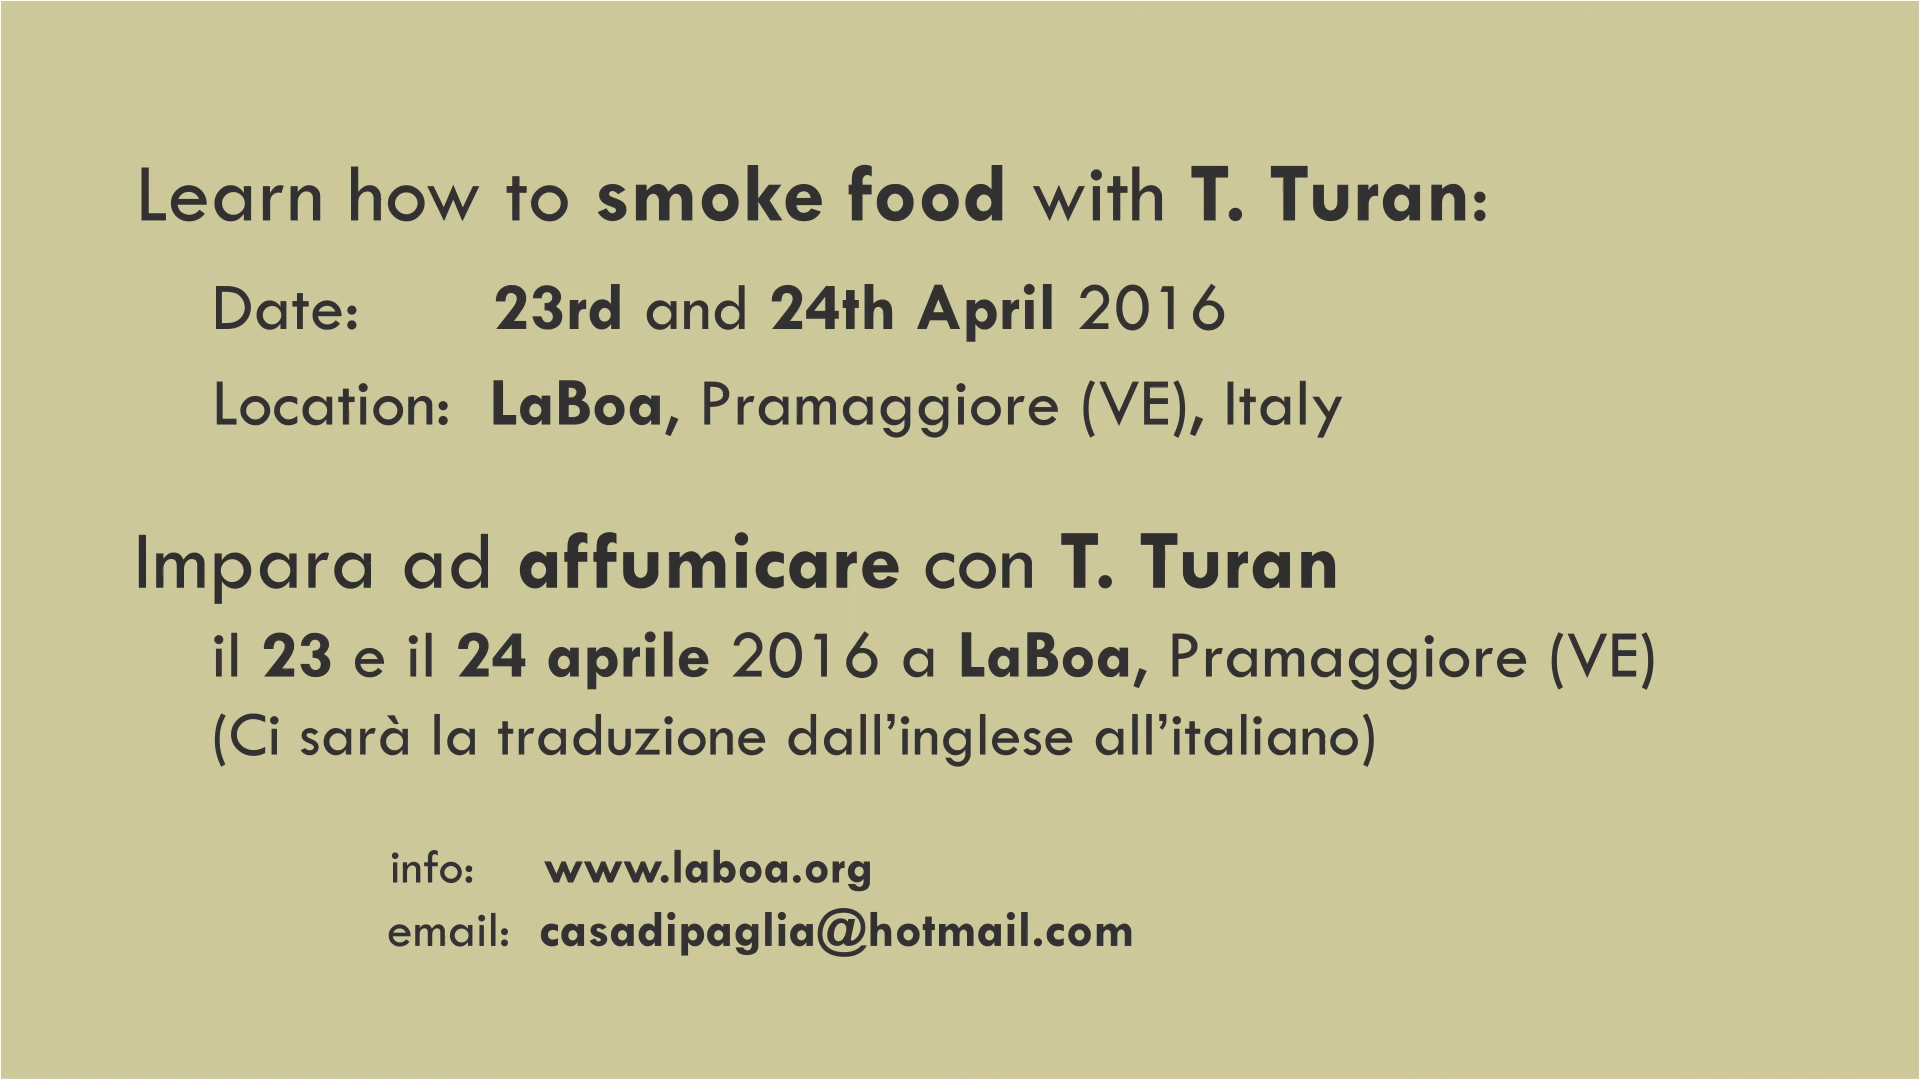 Learn how to smoke food with T. Turan:
Date: 23rd and 24th April 2016
Location: LaBoa, Pramaggiore (VE), Italy
Impara ad affumicare con T. Turan
il 23 e il 24 aprile 2016 a LaBoa, Pramaggiore (VE)
(Ci sarà la traduzione dall’inglese all’italiano)
info: www.laboa.org
email: casadipaglia@hotmail.com